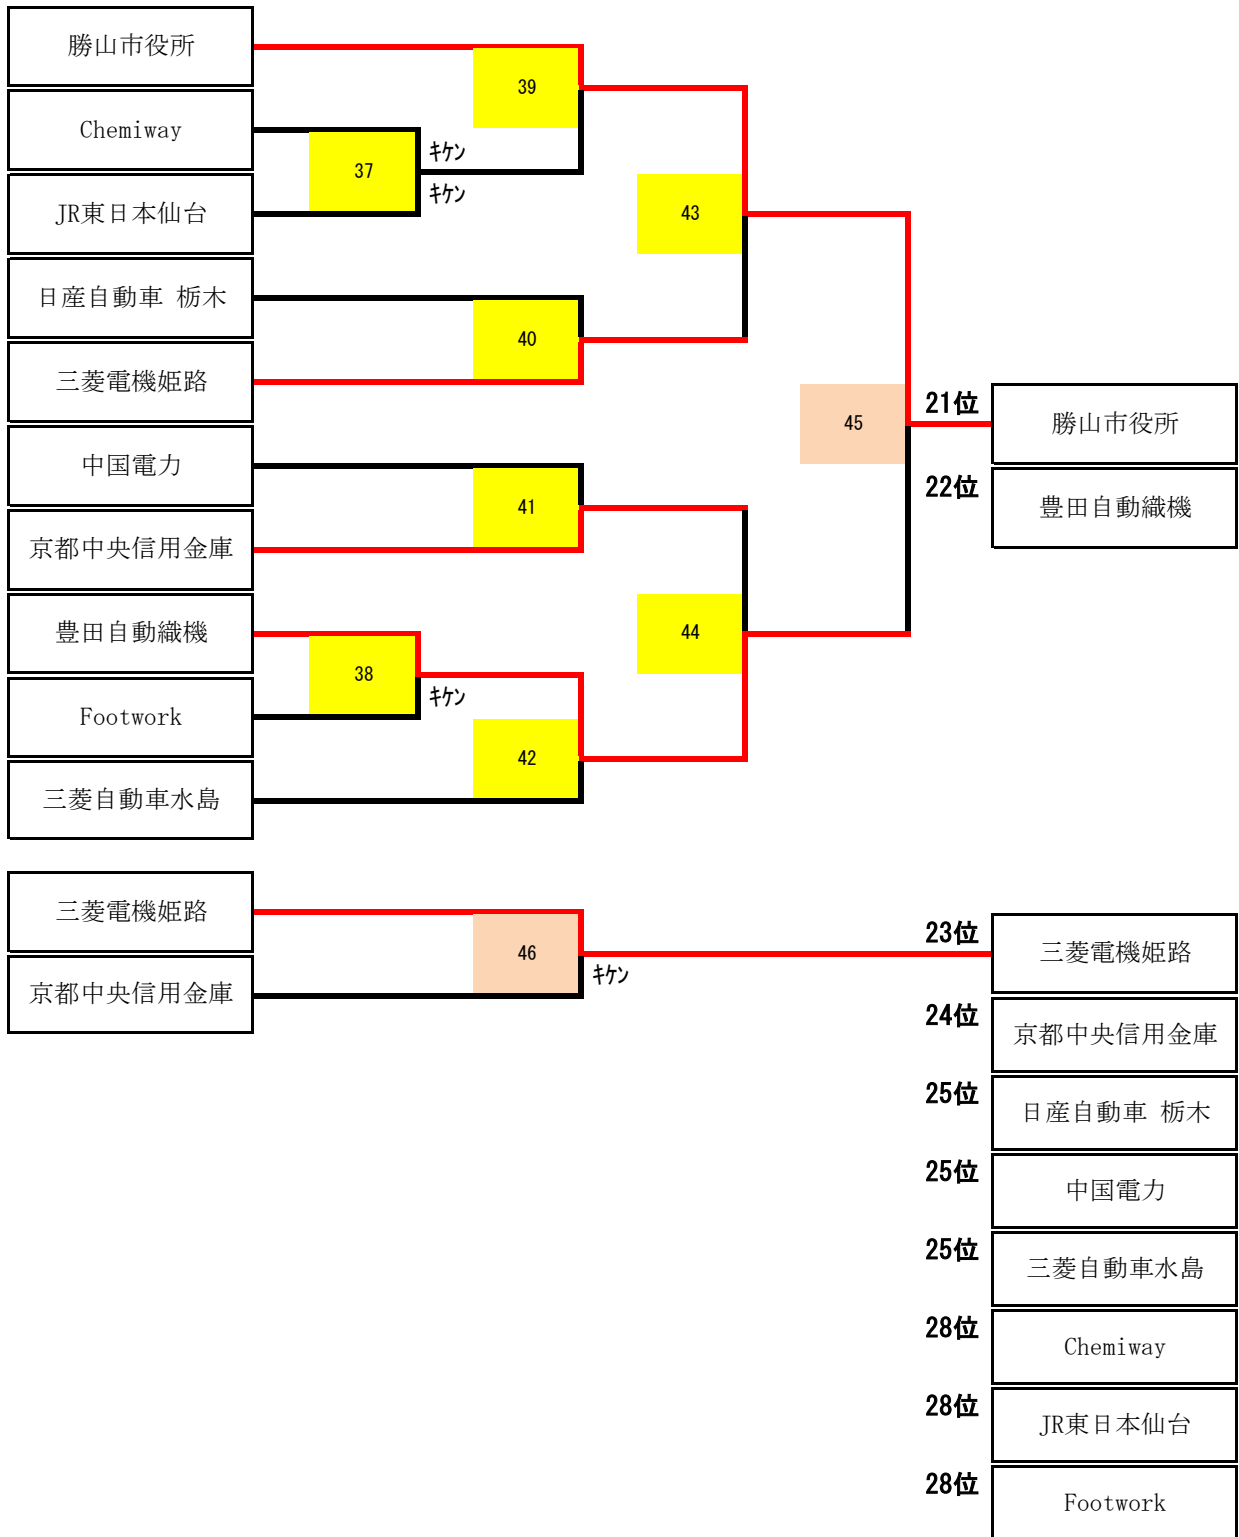 勝山市役所
39
Chemiway
37
ｷｹﾝ
ｷｹﾝ
JR東日本仙台
43
日産自動車 栃木
40
三菱電機姫路
45
21位
勝山市役所
中国電力
22位
豊田自動織機
41
京都中央信用金庫
豊田自動織機
44
38
ｷｹﾝ
Footwork
42
三菱自動車水島
三菱電機姫路
46
ｷｹﾝ
京都中央信用金庫
23位
三菱電機姫路
24位
京都中央信用金庫
25位
日産自動車 栃木
25位
中国電力
25位
三菱自動車水島
28位
Chemiway
28位
JR東日本仙台
28位
Footwork